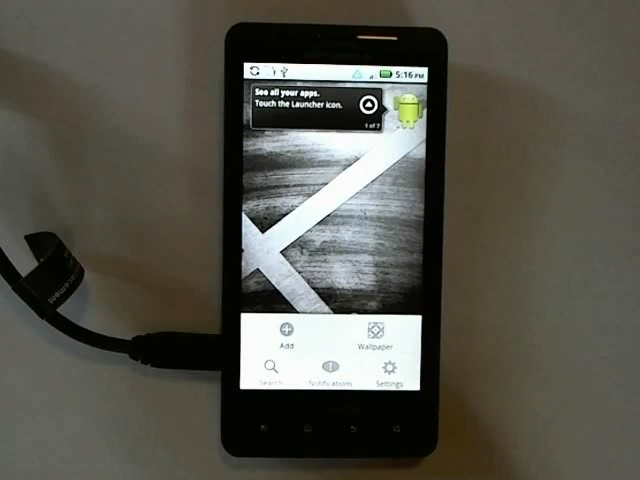 5:16 PM
See all your apps.
Touch the Launcher icon.
1 of 7
Add
Wallpaper
Search
Notifications
Settings